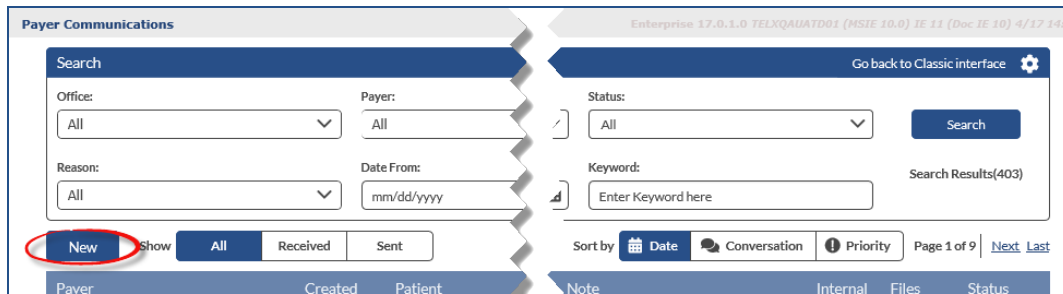 Payer Communications Enterprise 17.0.1.0 TELXQAUATD01 (MSIE 10.0) IE 11 (Doc IE 10) 4/17 14:
Search Go back to Classic interface
Office: Payer: Status:
All All All Search
Reason: Date From: Keyword: Search Results(403)
All mm/dd/yyyy Enter Keyword here
New Show All Received Sent Sort by Date Conversation Priority Page 1 of 9 Next Last
Payer Created Patient Note Internal Files Status